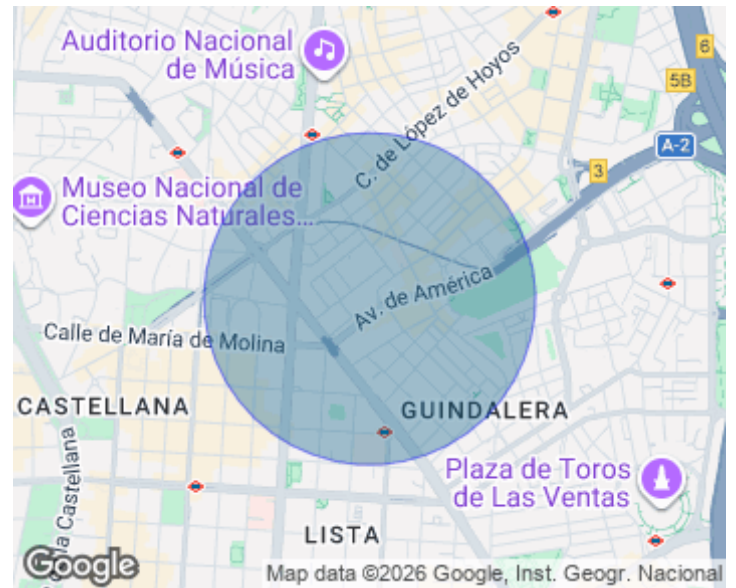 Auditorio Nacional
de Música
C. de López de Hoyos
6
5B
A-2
3
Museo Nacional de
Ciencias Naturales...
Av. de América
Calle de María de Molina
CASTELLANA
GUINDALERA
la Castellana
Plaza de Toros
de Las Ventas
LISTA
Google
Map data ©2026 Google, Inst. Geogr. Nacional